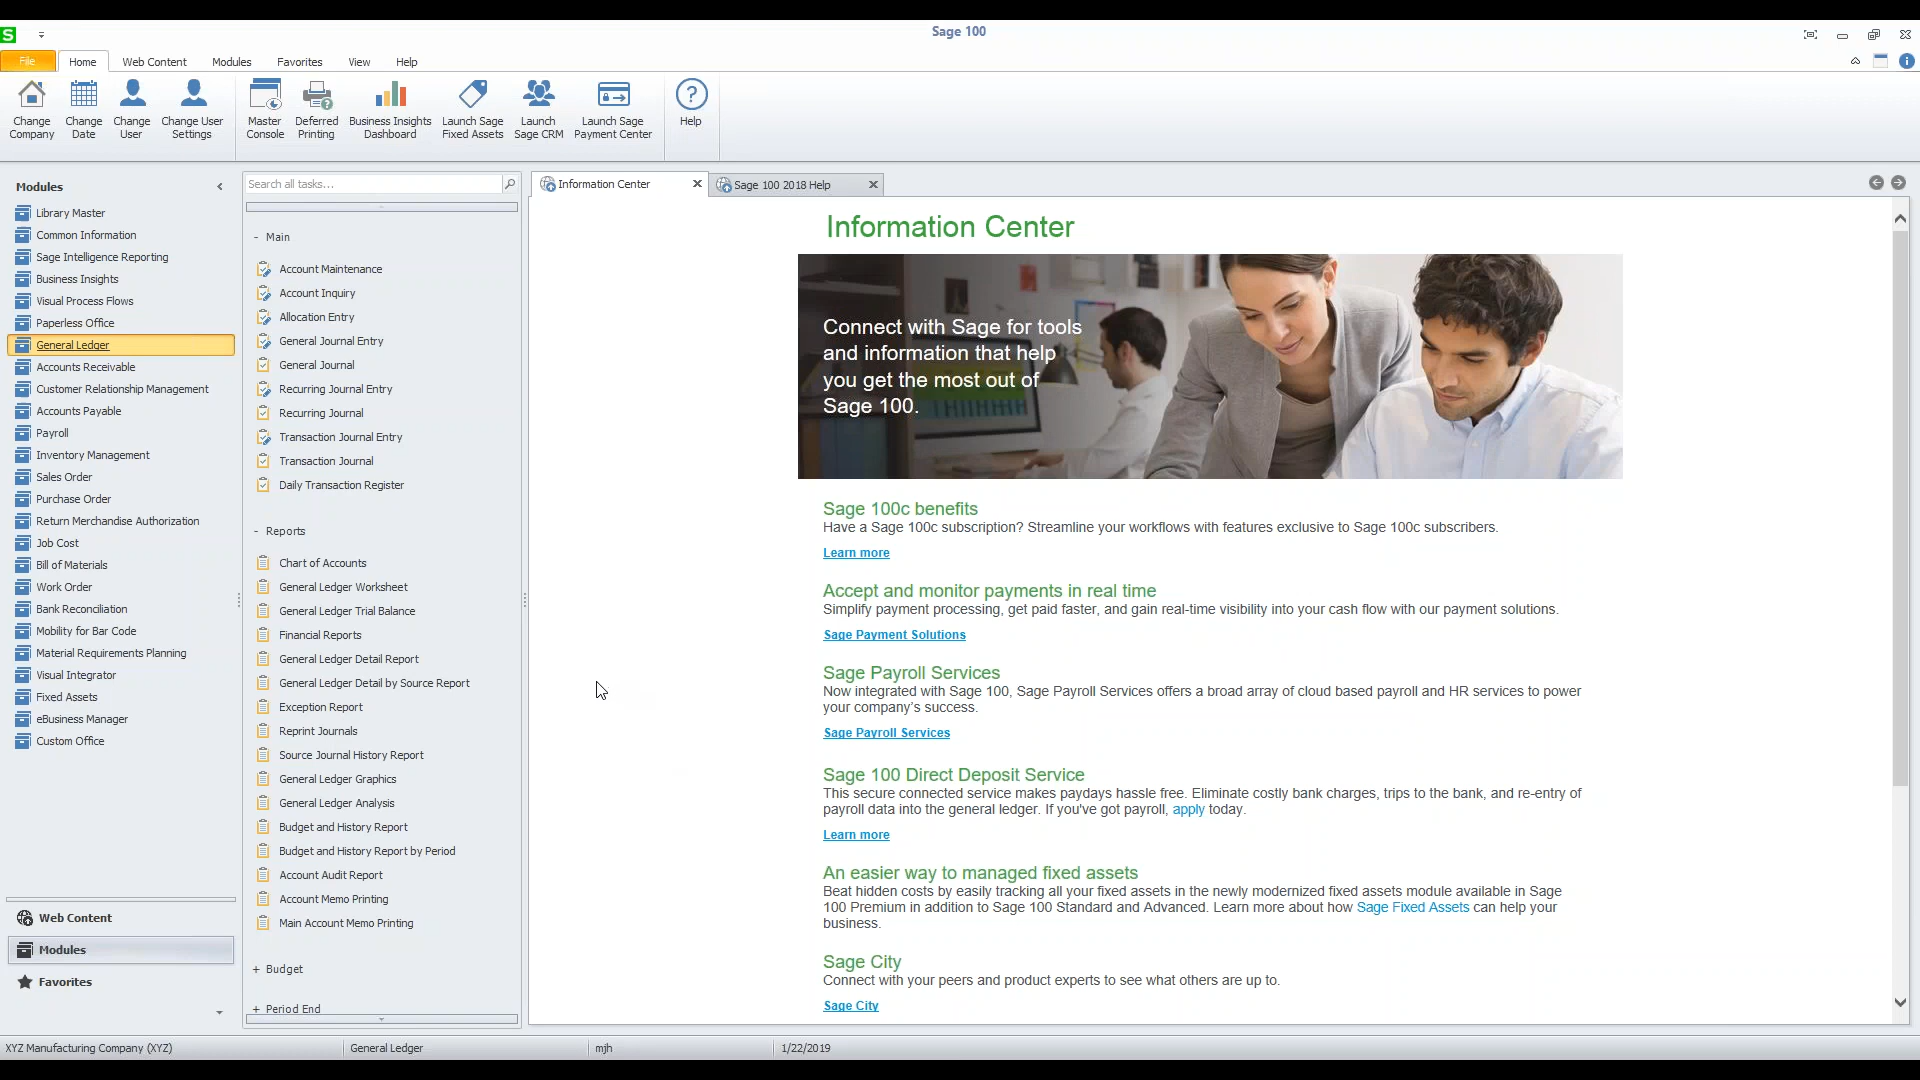 Sage 100
S
File
Home
Web Content
Modules
Favorites
View
Help
Change Company
Change Date
Change User
Change User Settings
Master Console
Deferred Printing
Business Insights Dashboard
Launch Sage Fixed Assets
Launch Sage CRM
Launch Sage Payment Center
Help
Modules
Library Master
Common Information
Sage Intelligence Reporting
Business Insights
Visual Process Flows
Paperless Office
General Ledger
Accounts Receivable
Customer Relationship Management
Accounts Payable
Payroll
Inventory Management
Sales Order
Purchase Order
Return Merchandise Authorization
Job Cost
Bill of Materials
Work Order
Bank Reconciliation
Mobility for Bar Code
Material Requirements Planning
Visual Integrator
Fixed Assets
eBusiness Manager
Custom Office
Web Content
Modules
Favorites
Search all tasks...
- Main
Account Maintenance
Account Inquiry
Allocation Entry
General Journal Entry
General Journal
Recurring Journal Entry
Recurring Journal
Transaction Journal Entry
Transaction Journal
Daily Transaction Register
- Reports
Chart of Accounts
General Ledger Worksheet
General Ledger Trial Balance
Financial Reports
General Ledger Detail Report
General Ledger Detail by Source Report
Exception Report
Reprint Journals
Source Journal History Report
General Ledger Graphics
General Ledger Analysis
Budget and History Report
Budget and History Report by Period
Account Audit Report
Account Memo Printing
Main Account Memo Printing
+ Budget
+ Period End
Information Center
Sage 100 2018 Help
Information Center
Connect with Sage for tools
and information that help
you get the most out of
Sage 100.
Sage 100c benefits
Have a Sage 100c subscription? Streamline your workflows with features exclusive to Sage 100c subscribers.
Learn more
Accept and monitor payments in real time
Simplify payment processing, get paid faster, and gain real-time visibility into your cash flow with our payment solutions.
Sage Payment Solutions
Sage Payroll Services
Now integrated with Sage 100, Sage Payroll Services offers a broad array of cloud based payroll and HR services to power
your company's success.
Sage Payroll Services
Sage 100 Direct Deposit Service
This secure connected service makes paydays hassle free. Eliminate costly bank charges, trips to the bank, and re-entry of
payroll data into the general ledger. If you've got payroll, apply today.
Learn more
An easier way to managed fixed assets
Beat hidden costs by easily tracking all your fixed assets in the newly modernized fixed assets module available in Sage
100 Premium in addition to Sage 100 Standard and Advanced. Learn more about how Sage Fixed Assets can help your
business.
Sage City
Connect with your peers and product experts to see what others are up to.
Sage City
XYZ Manufacturing Company (XYZ)
General Ledger
mjh
1/22/2019